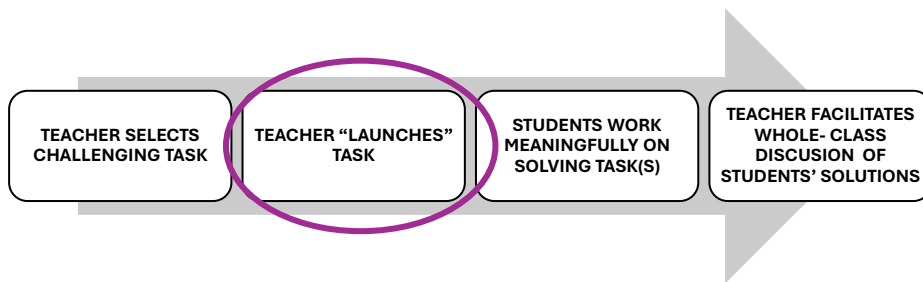 TEACHER SELECTS
CHALLENGING TASK
TEACHER “LAUNCHES”
TASK
STUDENTS WORK
MEANINGFULLY ON
SOLVING TASK(S)
TEACHER FACILITATES
WHOLE- CLASS
DISCUSION OF
STUDENTS’ SOLUTIONS